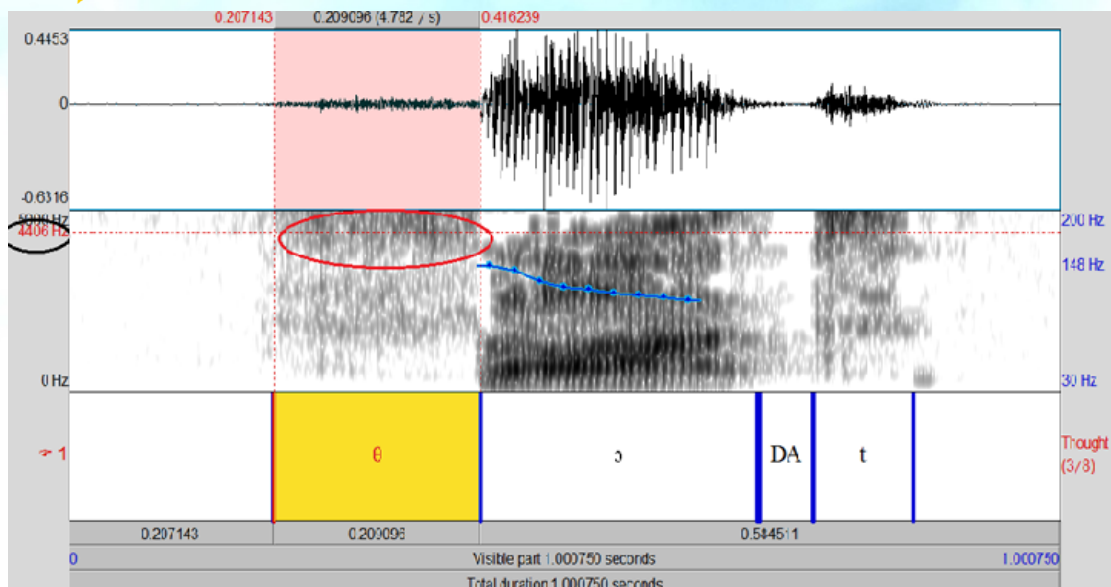 0.207143 0.209096 (4.782 / s) 0.416239
0.4453
0
-0.6316
5000 Hz 200 Hz
4406 Hz
148 Hz
0 Hz 30 Hz
1 θ ɔ DA t Thought
(3/8)
0.207143 0.209096 0.584511
0 Visible part 1.000750 seconds 1.000750
Total duration 1.000750 seconds